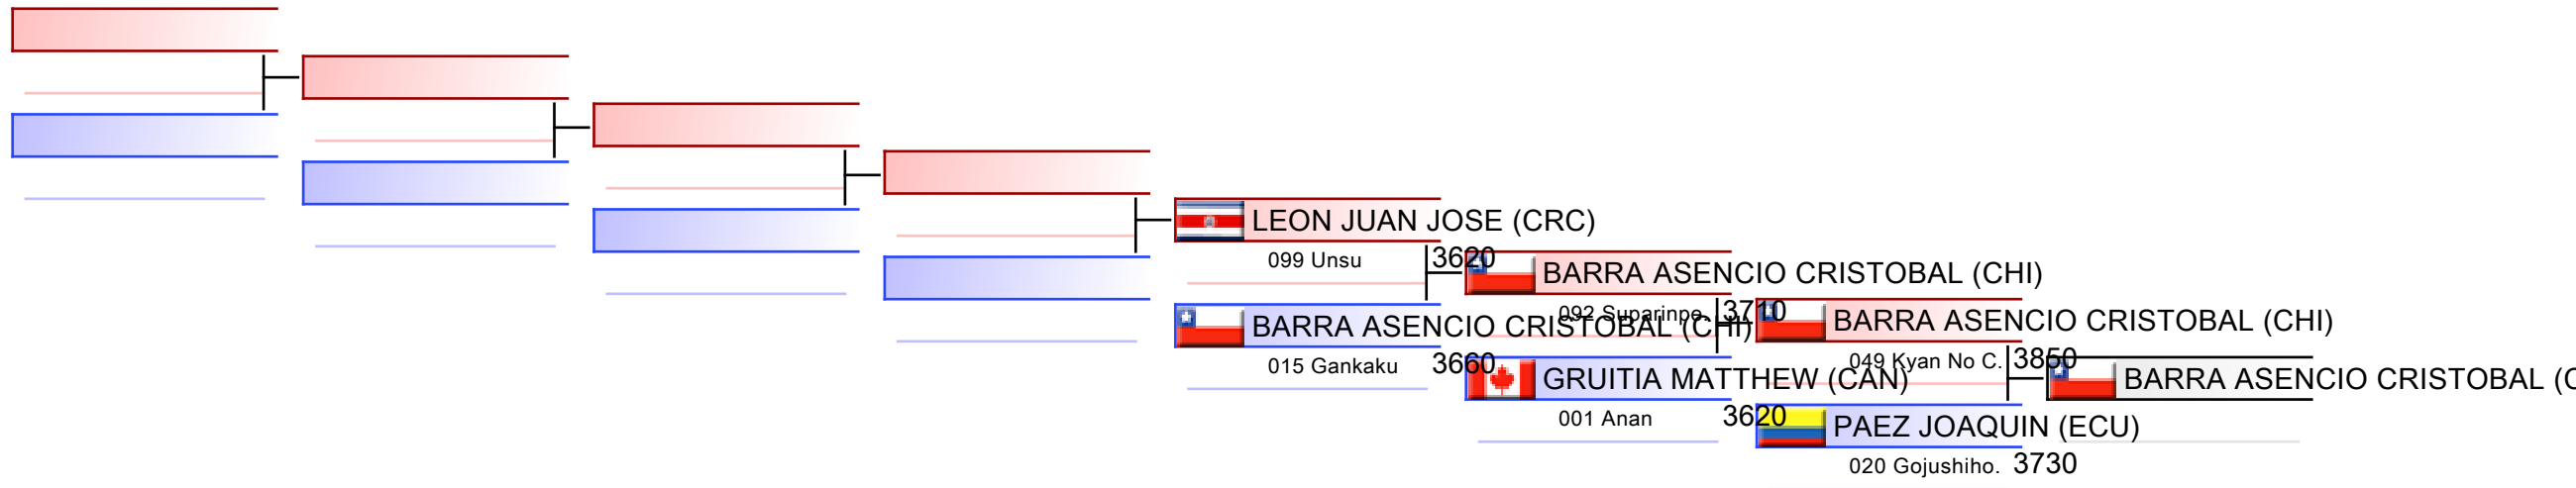 LEON JUAN JOSE (CRC)
099 Unsu 3620
BARRA ASENCIO CRISTOBAL (CHI)
015 Gankaku 3660
BARRA ASENCIO CRISTOBAL (CHI)
092 Suparinpe. 3710
GRUITIA MATTHEW (CAN)
001 Anan 3620
BARRA ASENCIO CRISTOBAL (CHI)
049 Kyan No C. 3850
PAEZ JOAQUIN (ECU)
020 Gojushiho. 3730
BARRA ASENCIO CRISTOBAL (